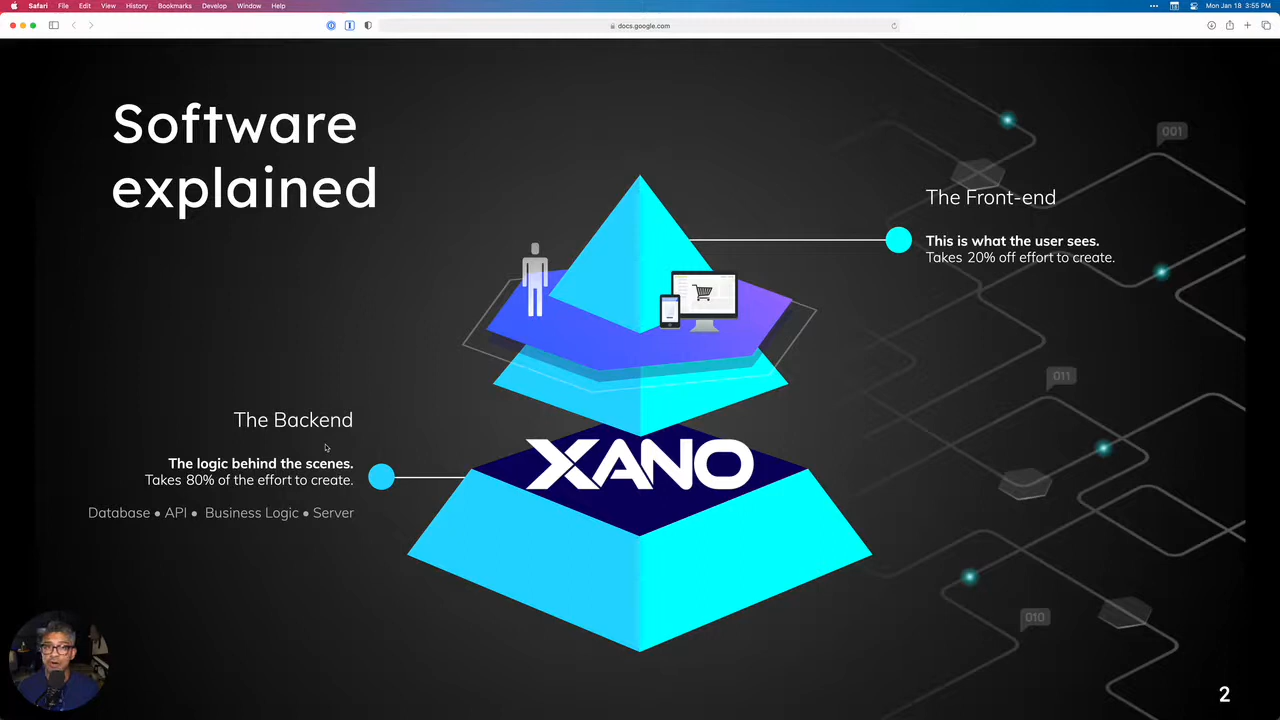 Safari File Edit View History Bookmarks Develop Window Help
Mon Jan 18 3:55 PM
docs.google.com
Software
explained
001
The Front-end
This is what the user sees.
Takes 20% off effort to create.
011
The Backend
The logic behind the scenes.
Takes 80% of the effort to create.
Database • API • Business Logic • Server
XANO
010
2